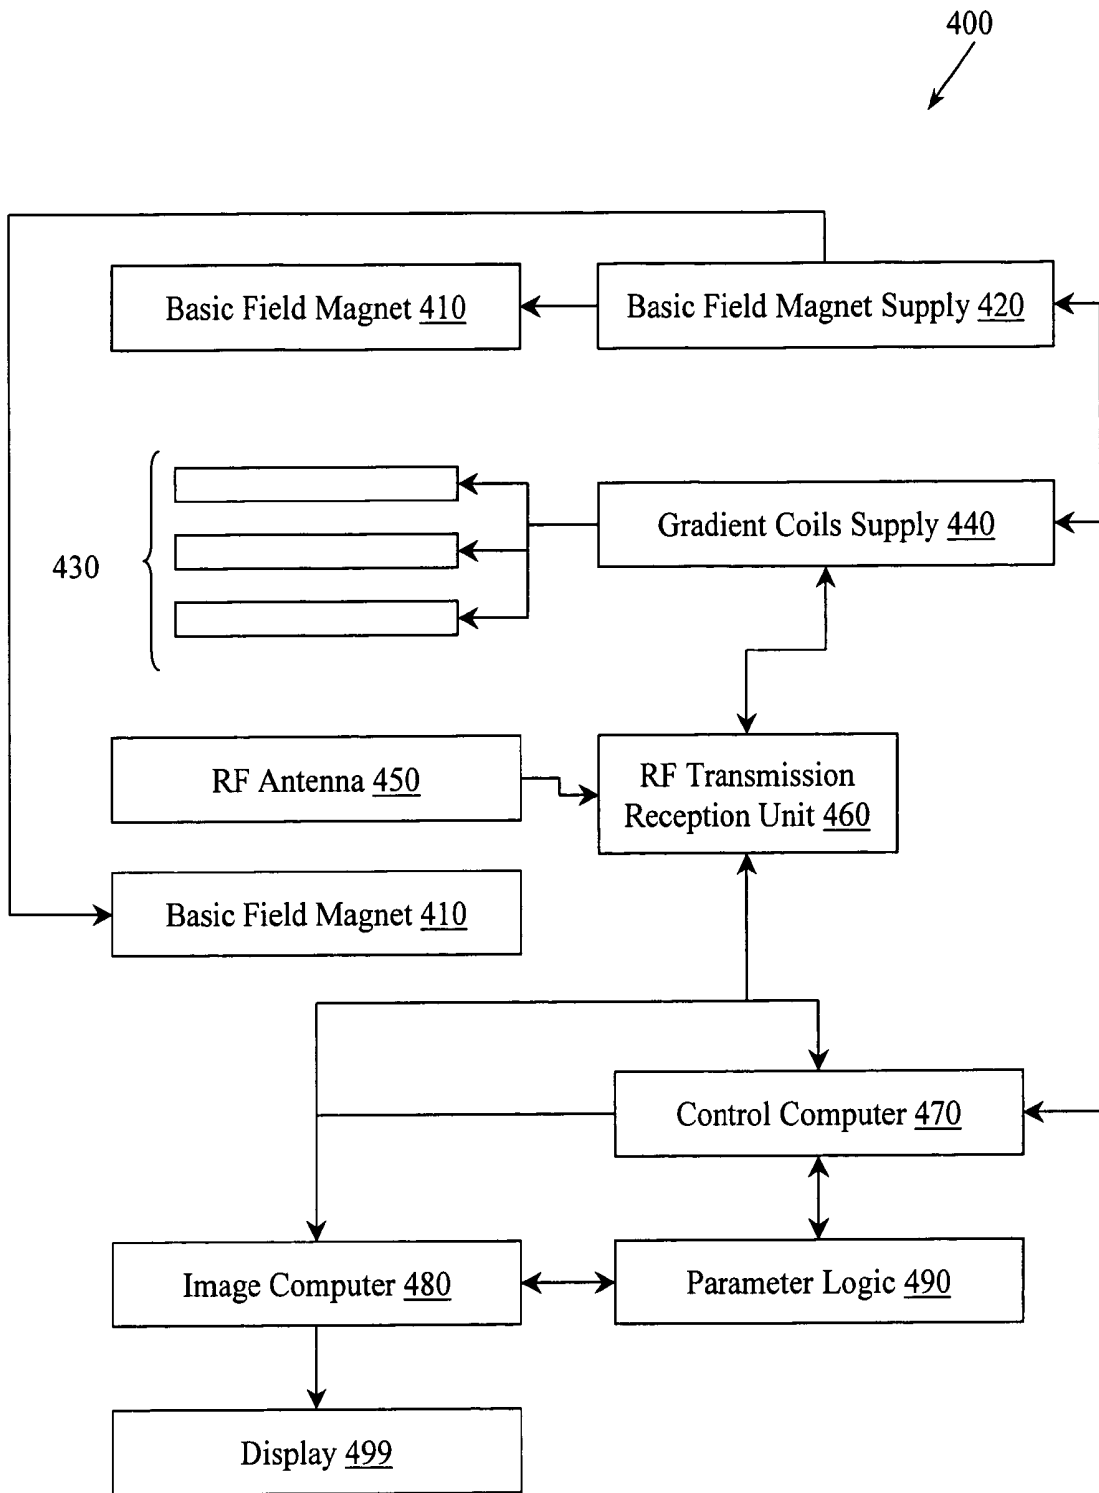 400
Basic Field Magnet 410
Basic Field Magnet Supply 420
Gradient Coils Supply 440
430
RF Antenna 450
RF Transmission
Reception Unit 460
Basic Field Magnet 410
Control Computer 470
Image Computer 480
Parameter Logic 490
Display 499